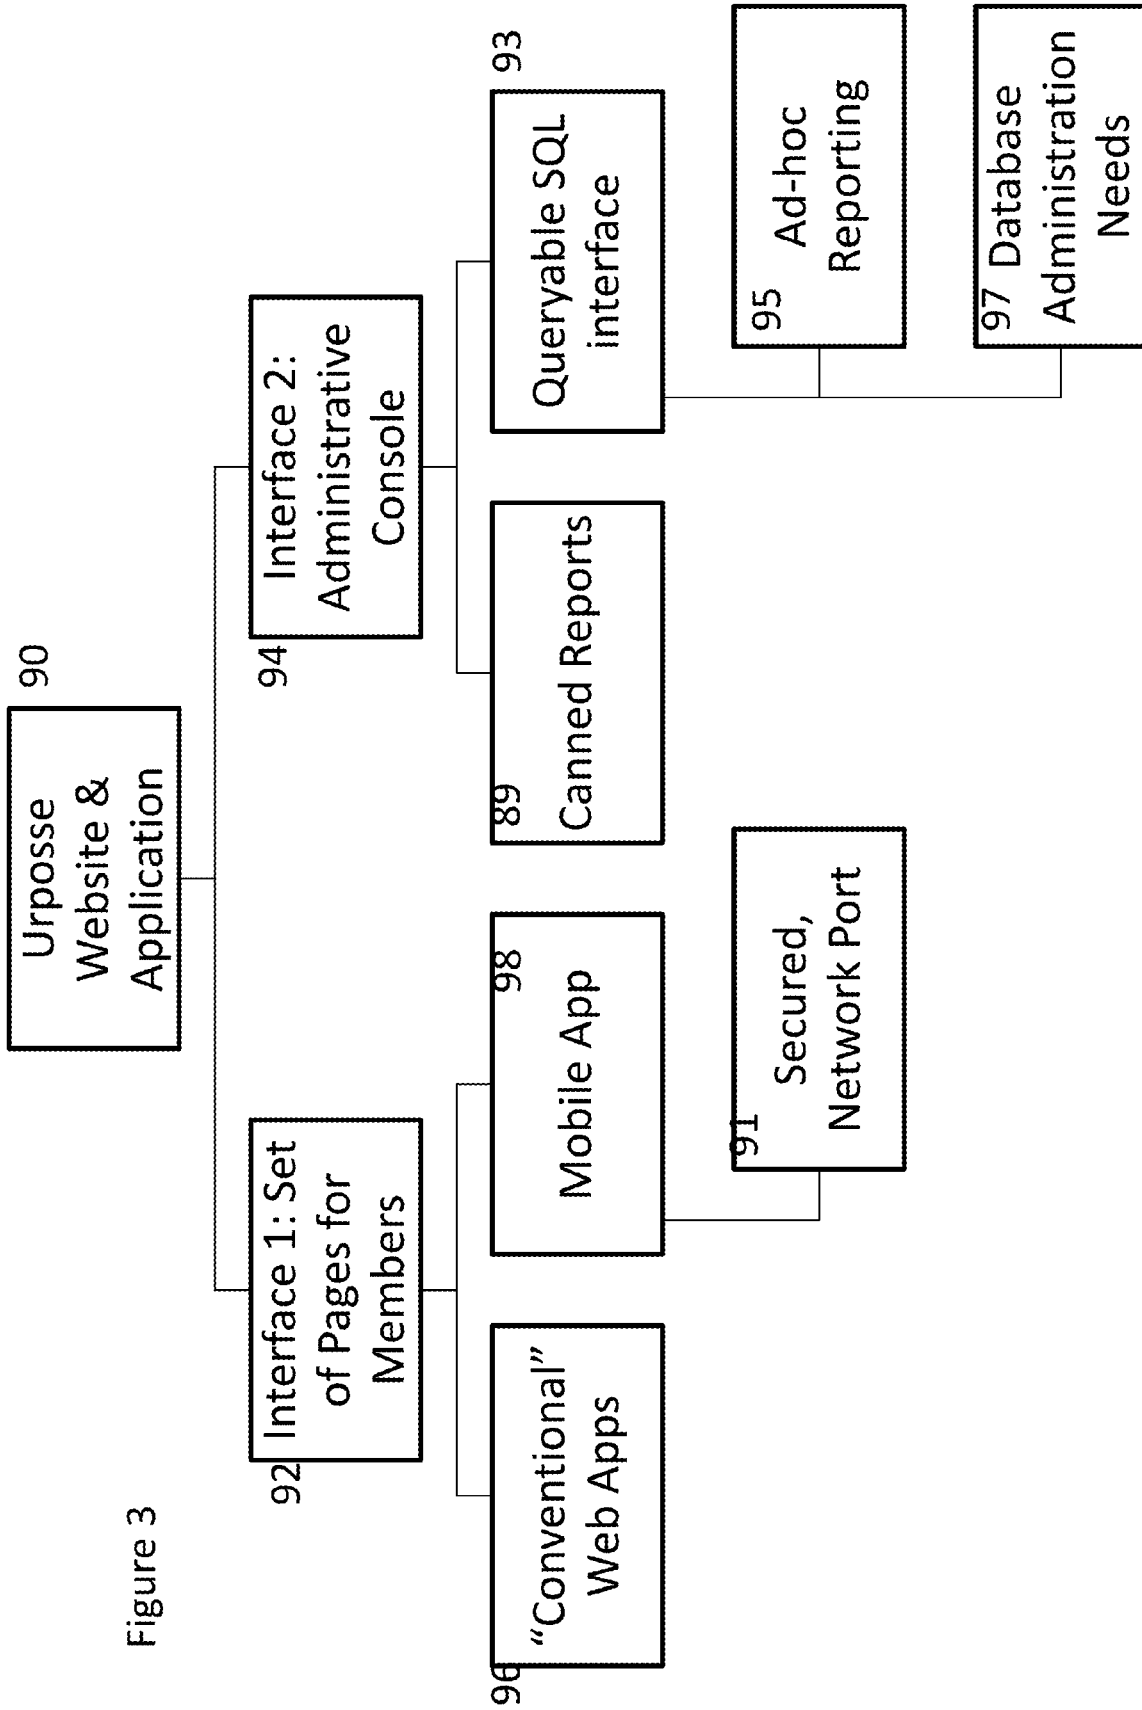 Figure 3
90
Urposse
Website &
Application
92
Interface 1: Set
of Pages for
Members
94
Interface 2:
Administrative
Console
96
“Conventional”
Web Apps
98
Mobile App
89
Canned Reports
93
Queryable SQL
interface
91
Secured,
Network Port
95
Ad-hoc
Reporting
97
Database
Administration
Needs